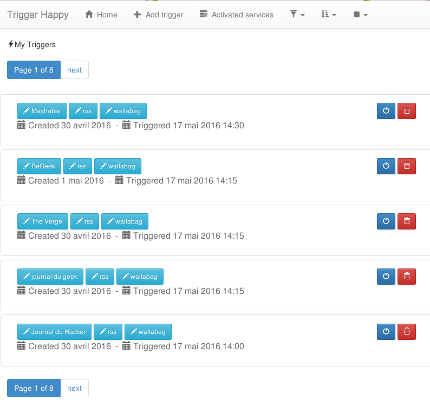 Trigger Happy Home Add trigger Activated services
My Triggers
Page 1 of 8 next
Mashable rss wallabag
Created 30 avril 2016 - Triggered 17 mai 2016 14:30
BeGeek rss wallabag
Created 1 mai 2016 - Triggered 17 mai 2016 14:15
The Verge rss wallabag
Created 30 avril 2016 - Triggered 17 mai 2016 14:15
journal du geek rss wallabag
Created 30 avril 2016 - Triggered 17 mai 2016 14:15
Journal du Hacker rss wallabag
Created 30 avril 2016 - Triggered 17 mai 2016 14:00
Page 1 of 8 next